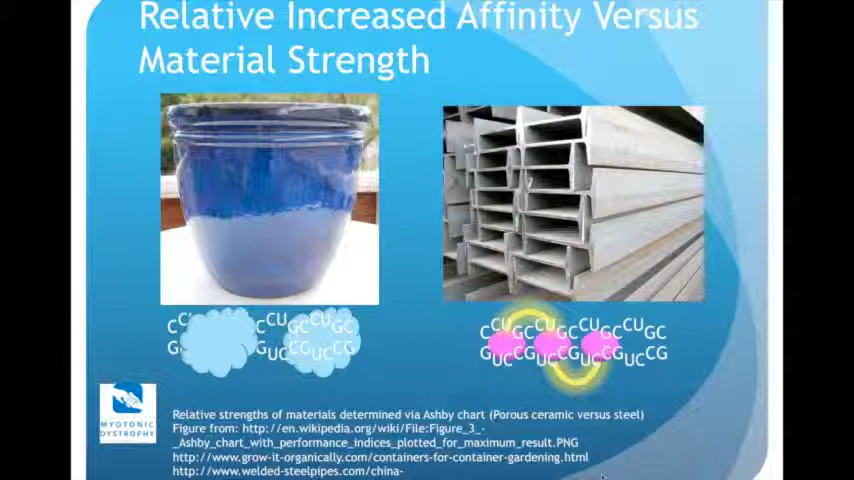 Relative Increased Affinity Versus
Material Strength
CCUGCCUGCCUGCCUGC
GUCCGUCCGUCCGUCCG
MYOTONIC
DYSTROPHY
Relative strengths of materials determined via Ashby chart (Porous ceramic versus steel)
Figure from: http://en.wikipedia.org/wiki/File:Figure_3_-
_Ashby_chart_with_performance_indices_plotted_for_maximum_result.PNG
http://www.grow-it-organically.com/containers-for-container-gardening.html
http://www.welded-steelpipes.com/china-